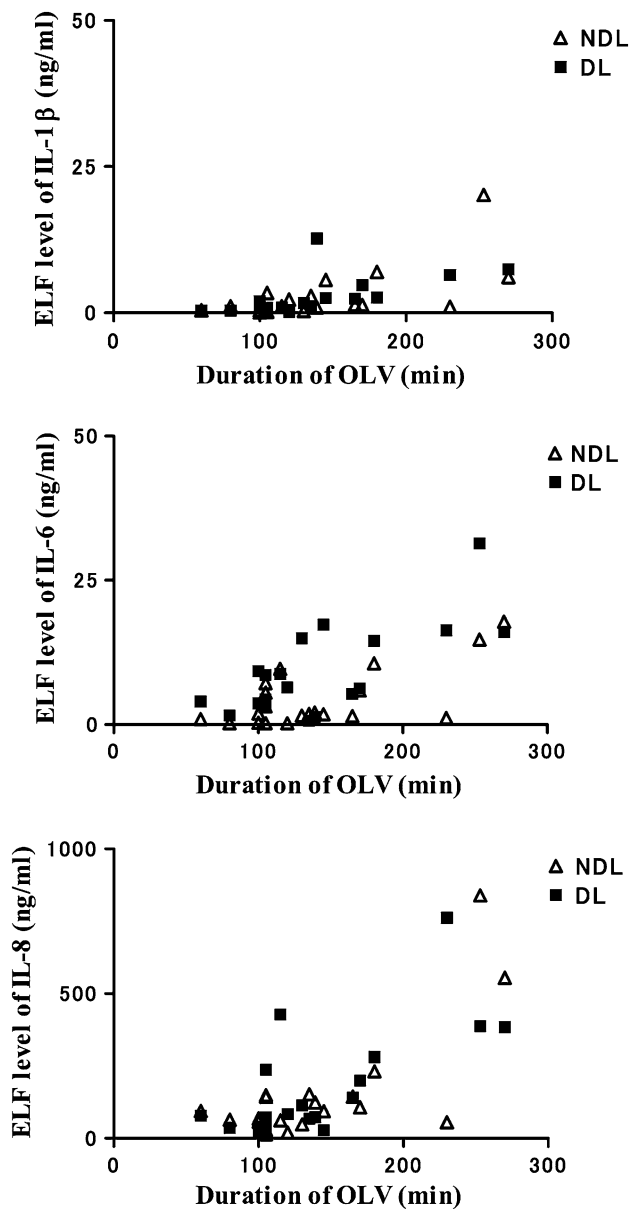 ELF level of IL-1β (ng/ml)
50
25
0
0 100 200 300
Duration of OLV (min)
NDL
DL
ELF level of IL-6 (ng/ml)
50
25
0
0 100 200 300
Duration of OLV (min)
NDL
DL
ELF level of IL-8 (ng/ml)
1000
500
0
0 100 200 300
Duration of OLV (min)
NDL
DL